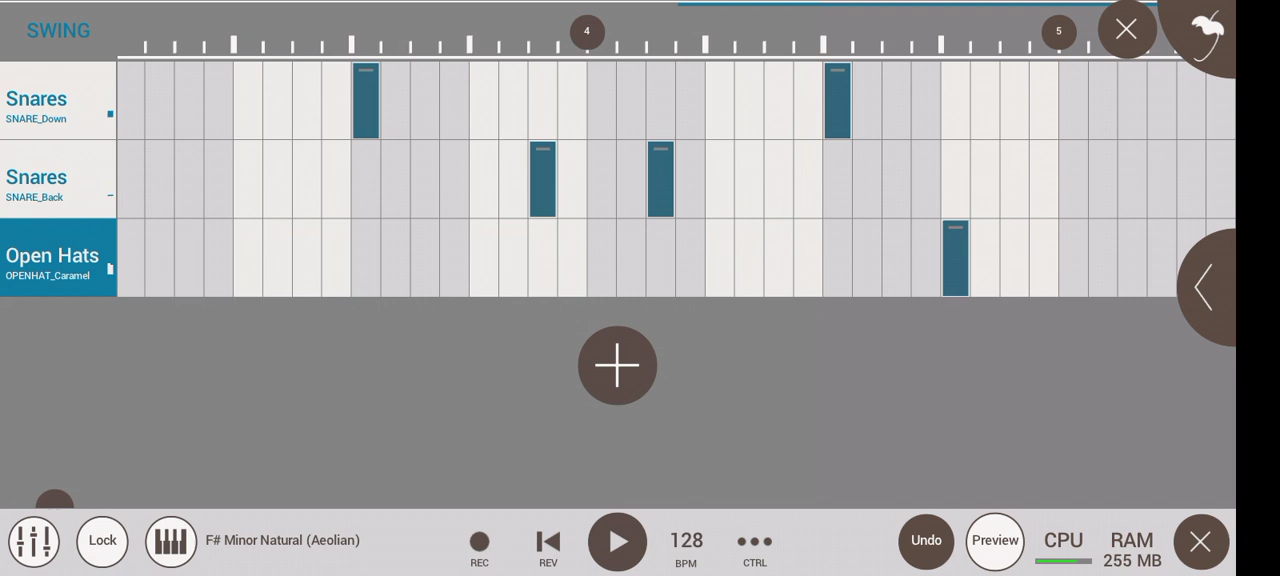 SWING
4
5
Snares
SNARE_Down
Snares
SNARE_Back
Open Hats
OPENHAT_Caramel
Lock
F# Minor Natural (Aeolian)
REC
REV
128
BPM
CTRL
Undo
Preview
CPU
RAM
255 MB